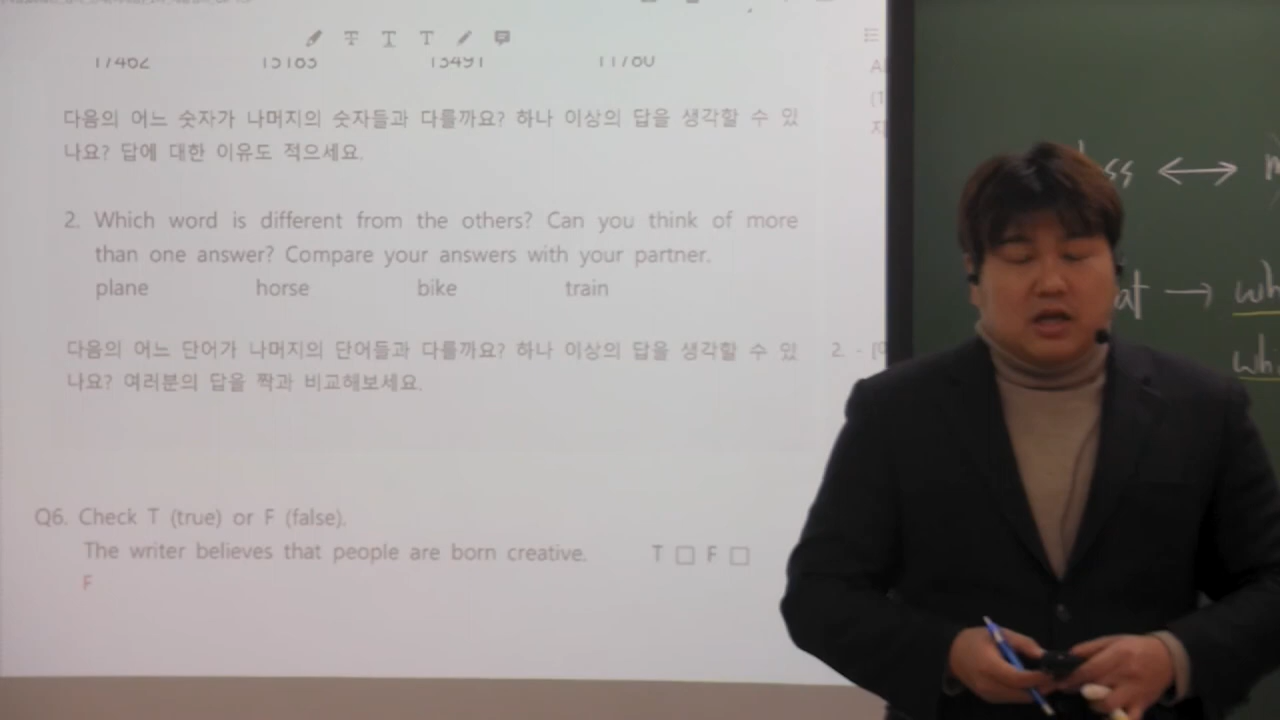 17462 15183 13491 11780
다음의 어느 숫자가 나머지의 숫자들과 다를까요? 하나 이상의 답을 생각할 수 있
나요? 답에 대한 이유도 적으세요.
2. Which word is different from the others? Can you think of more
than one answer? Compare your answers with your partner.
plane horse bike train
다음의 어느 단어가 나머지의 단어들과 다를까요? 하나 이상의 답을 생각할 수 있
나요? 여러분의 답을 짝과 비교해보세요.
2. -
Q6. Check T (true) or F (false).
The writer believes that people are born creative. T □ F □
F